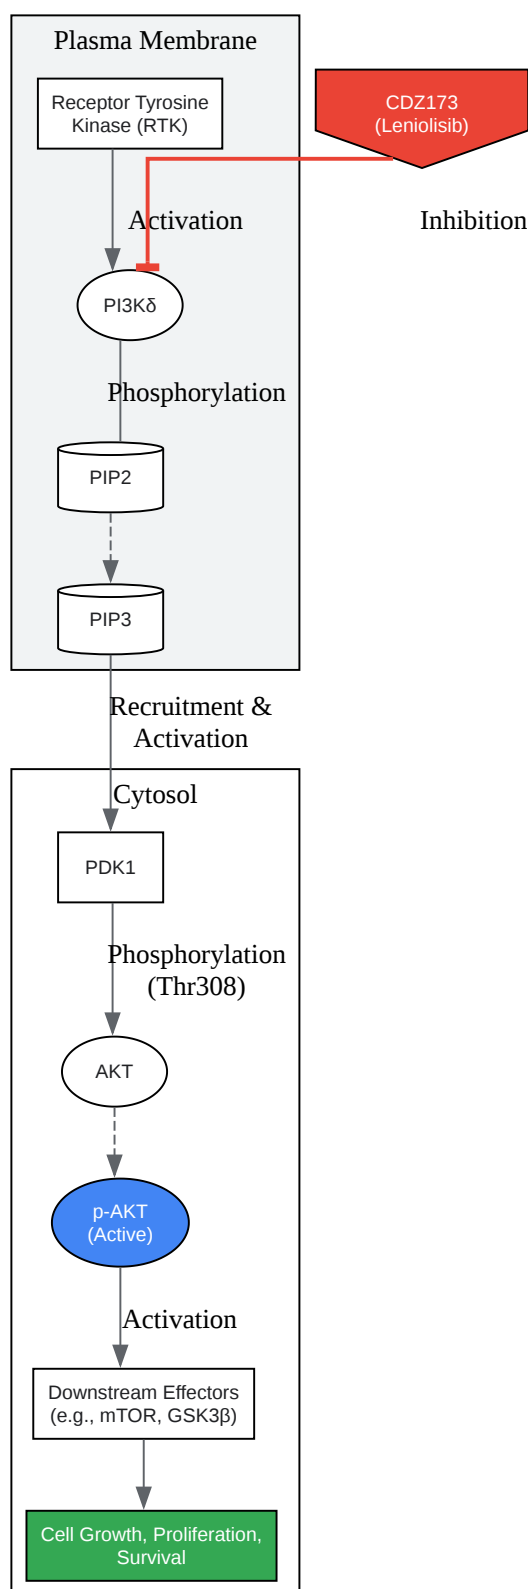 Plasma Membrane
Receptor Tyrosine
Kinase (RTK)
CDZ173
(Leniolisib)
Activation
Inhibition
PI3Kδ
Phosphorylation
PIP2
PIP3
Recruitment &
Activation
Cytosol
PDK1
Phosphorylation
(Thr308)
AKT
p-AKT
(Active)
Activation
Downstream Effectors
(e.g., mTOR, GSK3β)
Cell Growth, Proliferation,
Survival